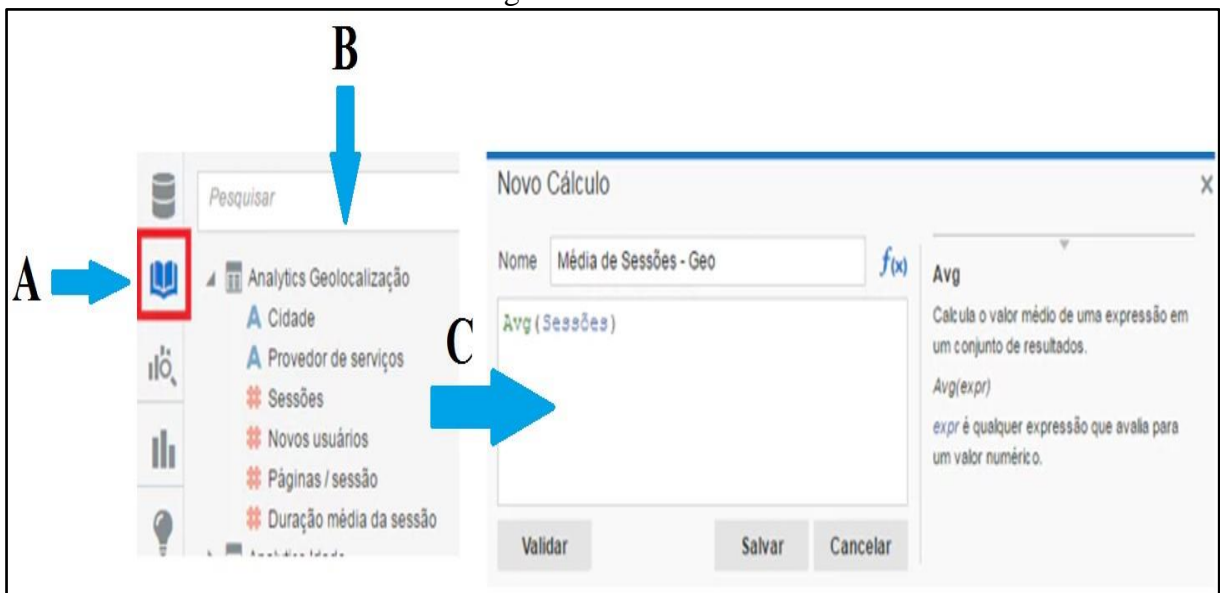 B
A
C
Pesquisar
Analytics Geolocalização
A Cidade
A Provedor de serviços
Sessões
Novos usuários
Páginas / sessão
Duração média da sessão
Novo Cálculo
×
Nome
Média de Sessões - Geo
f(x)
Avg(Sessões)
Validar
Salvar
Cancelar
Avg
Calcula o valor médio de uma expressão em
um conjunto de resultados.
Avg(expr)
expr é qualquer expressão que avalia para
um valor numérico.